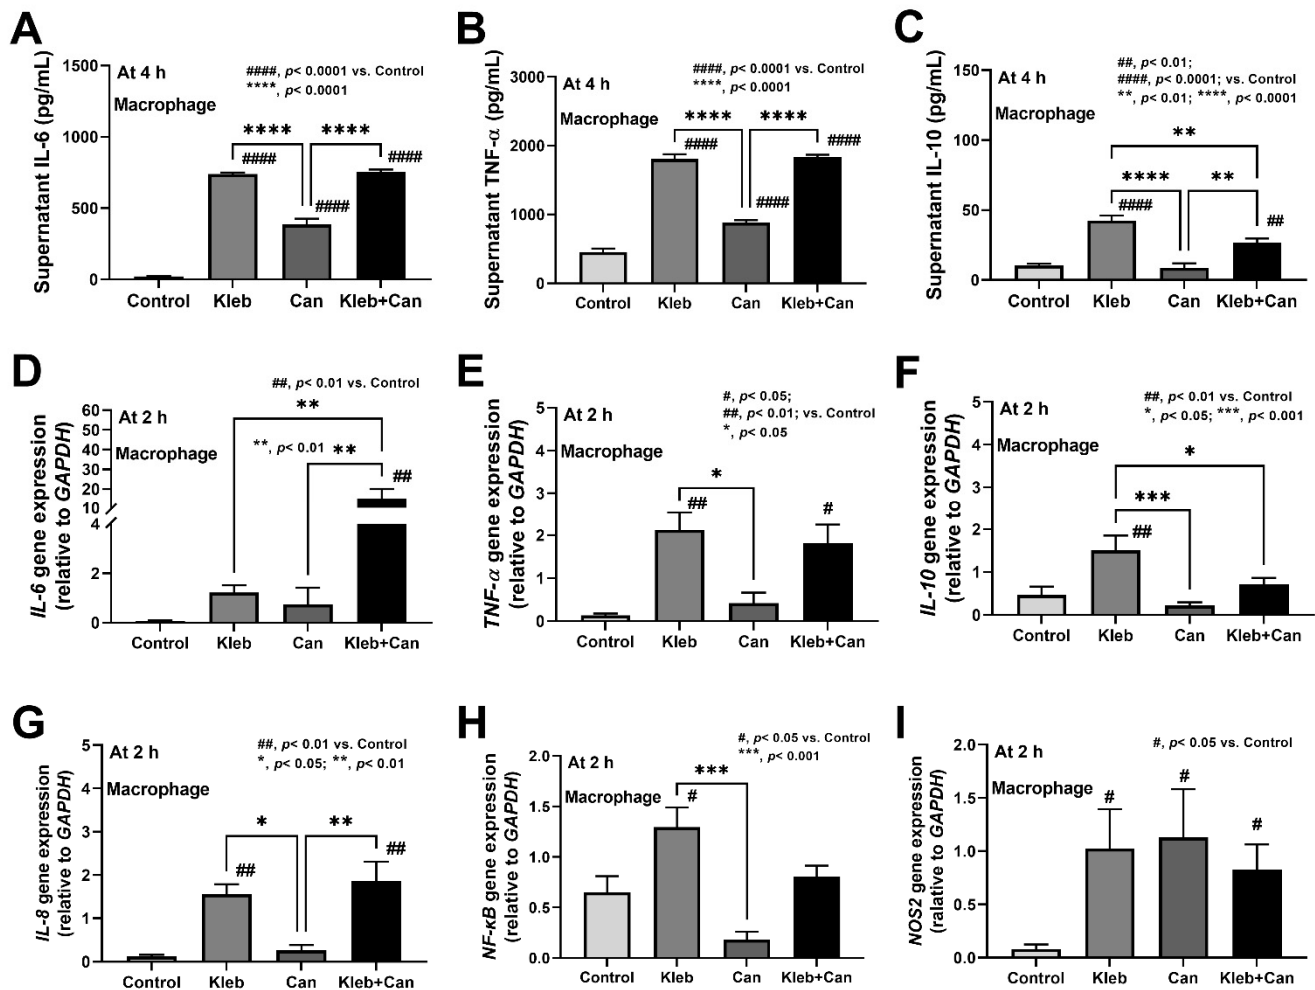 A
At 4 h
Macrophage
####, p< 0.0001 vs. Control
****, p< 0.0001
Supernatant IL-6 (pg/mL)
1500
1000
500
0
****
****
####
####
####
Control
Kleb
Can
Kleb+Can
B
At 4 h
Macrophage
####, p< 0.0001 vs. Control
****, p< 0.0001
Supernatant TNF-α (pg/mL)
3000
2000
1000
0
****
****
####
####
####
Control
Kleb
Can
Kleb+Can
C
At 4 h
Macrophage
##, p< 0.01;
####, p< 0.0001; vs. Control
**, p< 0.01; ****, p< 0.0001
Supernatant IL-10 (pg/mL)
150
100
50
0
**
****
**
####
##
Control
Kleb
Can
Kleb+Can
D
At 2 h
Macrophage
##, p< 0.01 vs. Control
**, p< 0.01
IL-6 gene expression
(relative to GAPDH)
60
50
40
30
20
10
4
2
0
**
**
##
Control
Kleb
Can
Kleb+Can
E
At 2 h
Macrophage
#, p< 0.05;
##, p< 0.01; vs. Control
*, p< 0.05
TNF-α gene expression
(relative to GAPDH)
5
4
3
2
1
0
*
##
#
Control
Kleb
Can
Kleb+Can
F
At 2 h
Macrophage
##, p< 0.01 vs. Control
*, p< 0.05; ***, p< 0.001
IL-10 gene expression
(relative to GAPDH)
5
4
3
2
1
0
*
***
##
Control
Kleb
Can
Kleb+Can
G
At 2 h
Macrophage
##, p< 0.01 vs. Control
*, p< 0.05; **, p< 0.01
IL-8 gene expression
(relative to GAPDH)
5
4
3
2
1
0
*
**
##
##
Control
Kleb
Can
Kleb+Can
H
At 2 h
Macrophage
#, p< 0.05 vs. Control
***, p< 0.001
NF-κB gene expression
(relative to GAPDH)
2.0
1.5
1.0
0.5
0.0
***
#
Control
Kleb
Can
Kleb+Can
I
At 2 h
Macrophage
#, p< 0.05 vs. Control
NOS2 gene expression
(ralative to GAPDH)
2.0
1.5
1.0
0.5
0.0
#
#
#
Control
Kleb
Can
Kleb+Can